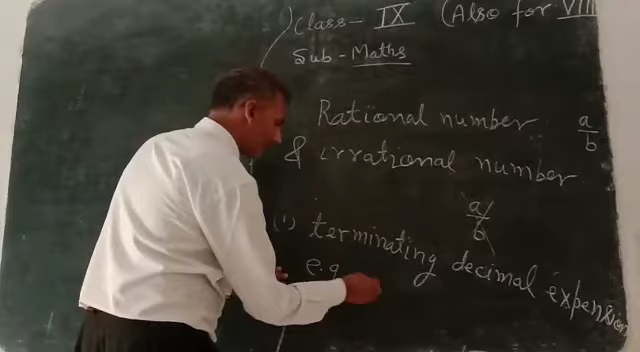 Class - IX (Also for VIII
Sub - Maths
Rational number a/b
& irrational number
a/b
(i) terminating decimal expension
e.g